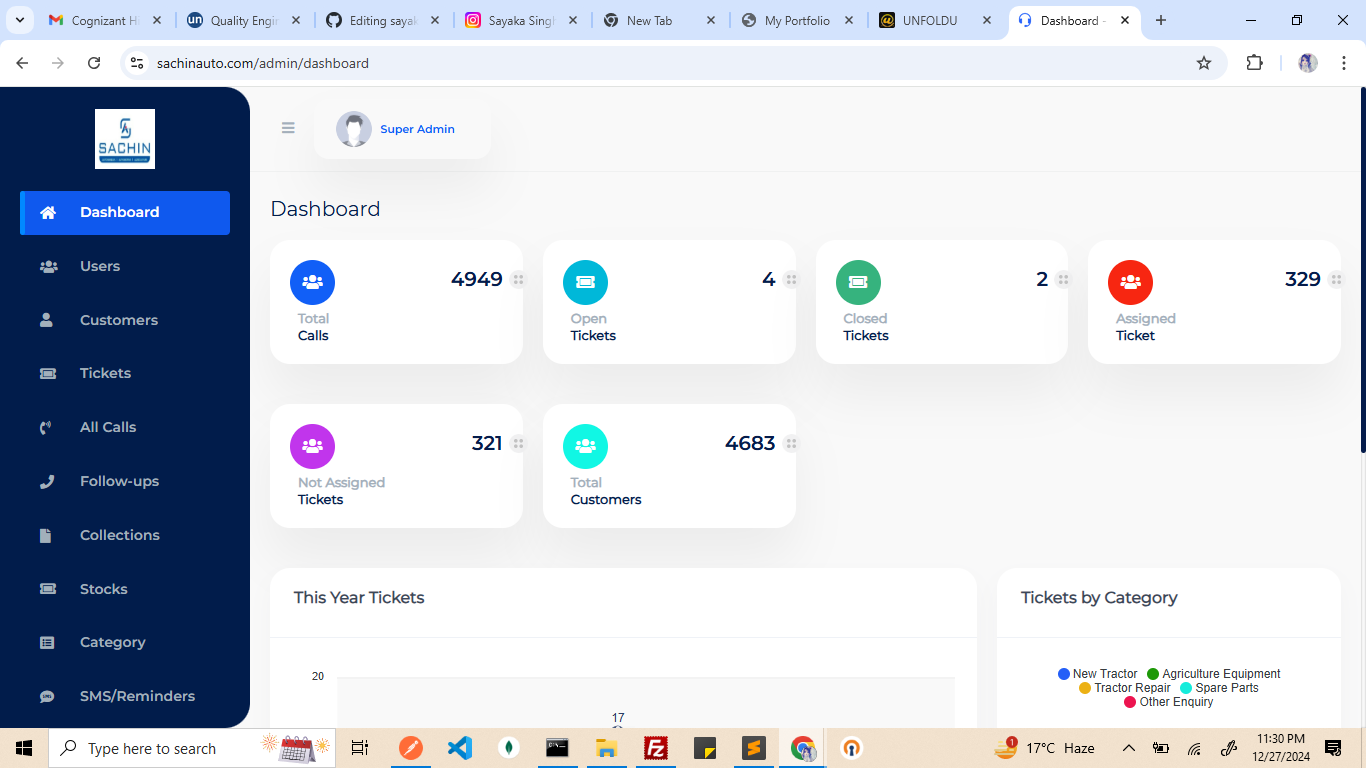 Cognizant Ha
Quality Engin
Editing sayak
Sayaka Singh
New Tab
My Portfolio
UNFOLDU
Dashboard -
sachinauto.com/admin/dashboard
SACHIN
Super Admin
Dashboard
Users
Customers
Tickets
All Calls
Follow-ups
Collections
Stocks
Category
SMS/Reminders
Dashboard
4949
Total
Calls
4
Open
Tickets
2
Closed
Tickets
329
Assigned
Ticket
321
Not Assigned
Tickets
4683
Total
Customers
This Year Tickets
20
17
Tickets by Category
New Tractor
Agriculture Equipment
Tractor Repair
Spare Parts
Other Enquiry
Type here to search
1
17°C Haze
11:30 PM
12/27/2024